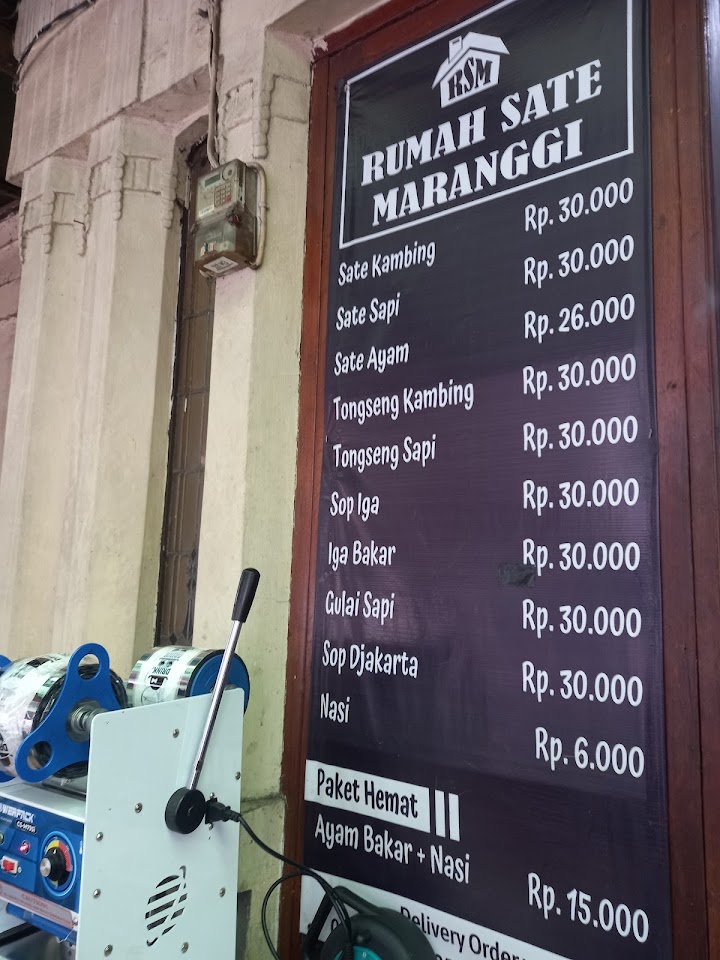 RSM
RUMAH SATE
MARANGGI
Sate Kambing Rp. 30.000
Sate Sapi Rp. 30.000
Sate Ayam Rp. 26.000
Tongseng Kambing Rp. 30.000
Tongseng Sapi Rp. 30.000
Sop Iga Rp. 30.000
Iga Bakar Rp. 30.000
Gulai Sapi Rp. 30.000
Sop Djakarta Rp. 30.000
Nasi Rp. 6.000
Paket Hemat
Ayam Bakar + Nasi Rp. 15.000
Delivery Order